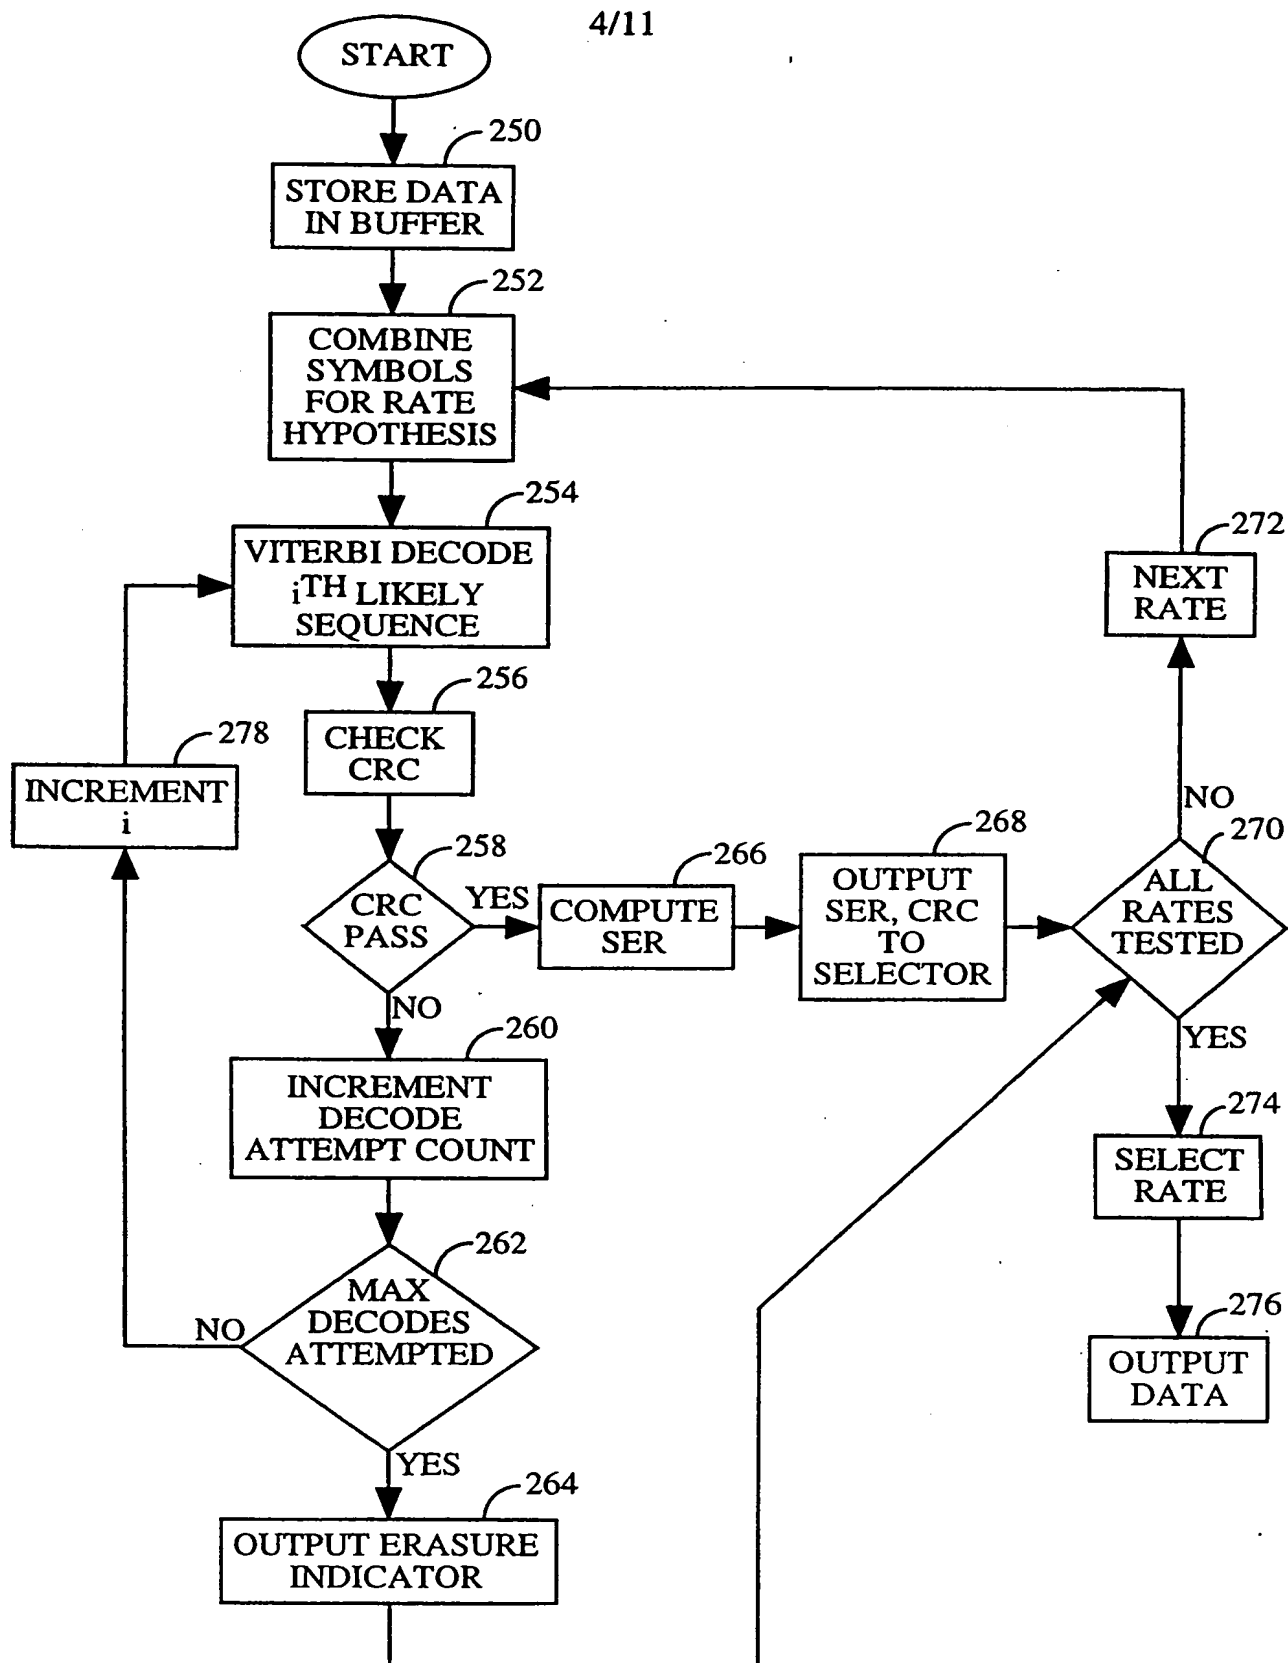 4/11
START
250
STORE DATA
IN BUFFER
252
COMBINE
SYMBOLS
FOR RATE
HYPOTHESIS
254
VITERBI DECODE
iTH LIKELY
SEQUENCE
272
NEXT
RATE
256
CHECK
CRC
278
INCREMENT
i
258
CRC
PASS
YES
NO
266
COMPUTE
SER
268
OUTPUT
SER, CRC
TO
SELECTOR
NO
270
ALL
RATES
TESTED
YES
260
INCREMENT
DECODE
ATTEMPT COUNT
274
SELECT
RATE
262
MAX
DECODES
ATTEMPTED
NO
YES
276
OUTPUT
DATA
264
OUTPUT ERASURE
INDICATOR